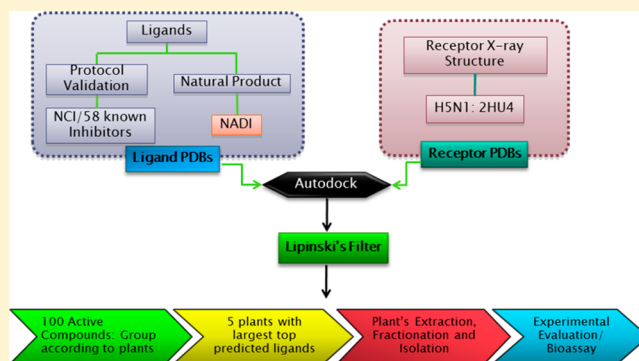 Ligands
Protocol
Validation
Natural Product
NCI/58 known
Inhibitors
NADI
Ligand PDBs
Receptor X-ray
Structure
H5N1: 2HU4
Receptor PDBs
Autodock
Lipinski's Filter
100 Active
Compounds: Group
according to plants
5 plants with
largest top
predicted ligands
Plant's Extraction,
Fractionation and
Isolation
Experimental
Evaluation/
Bioassay